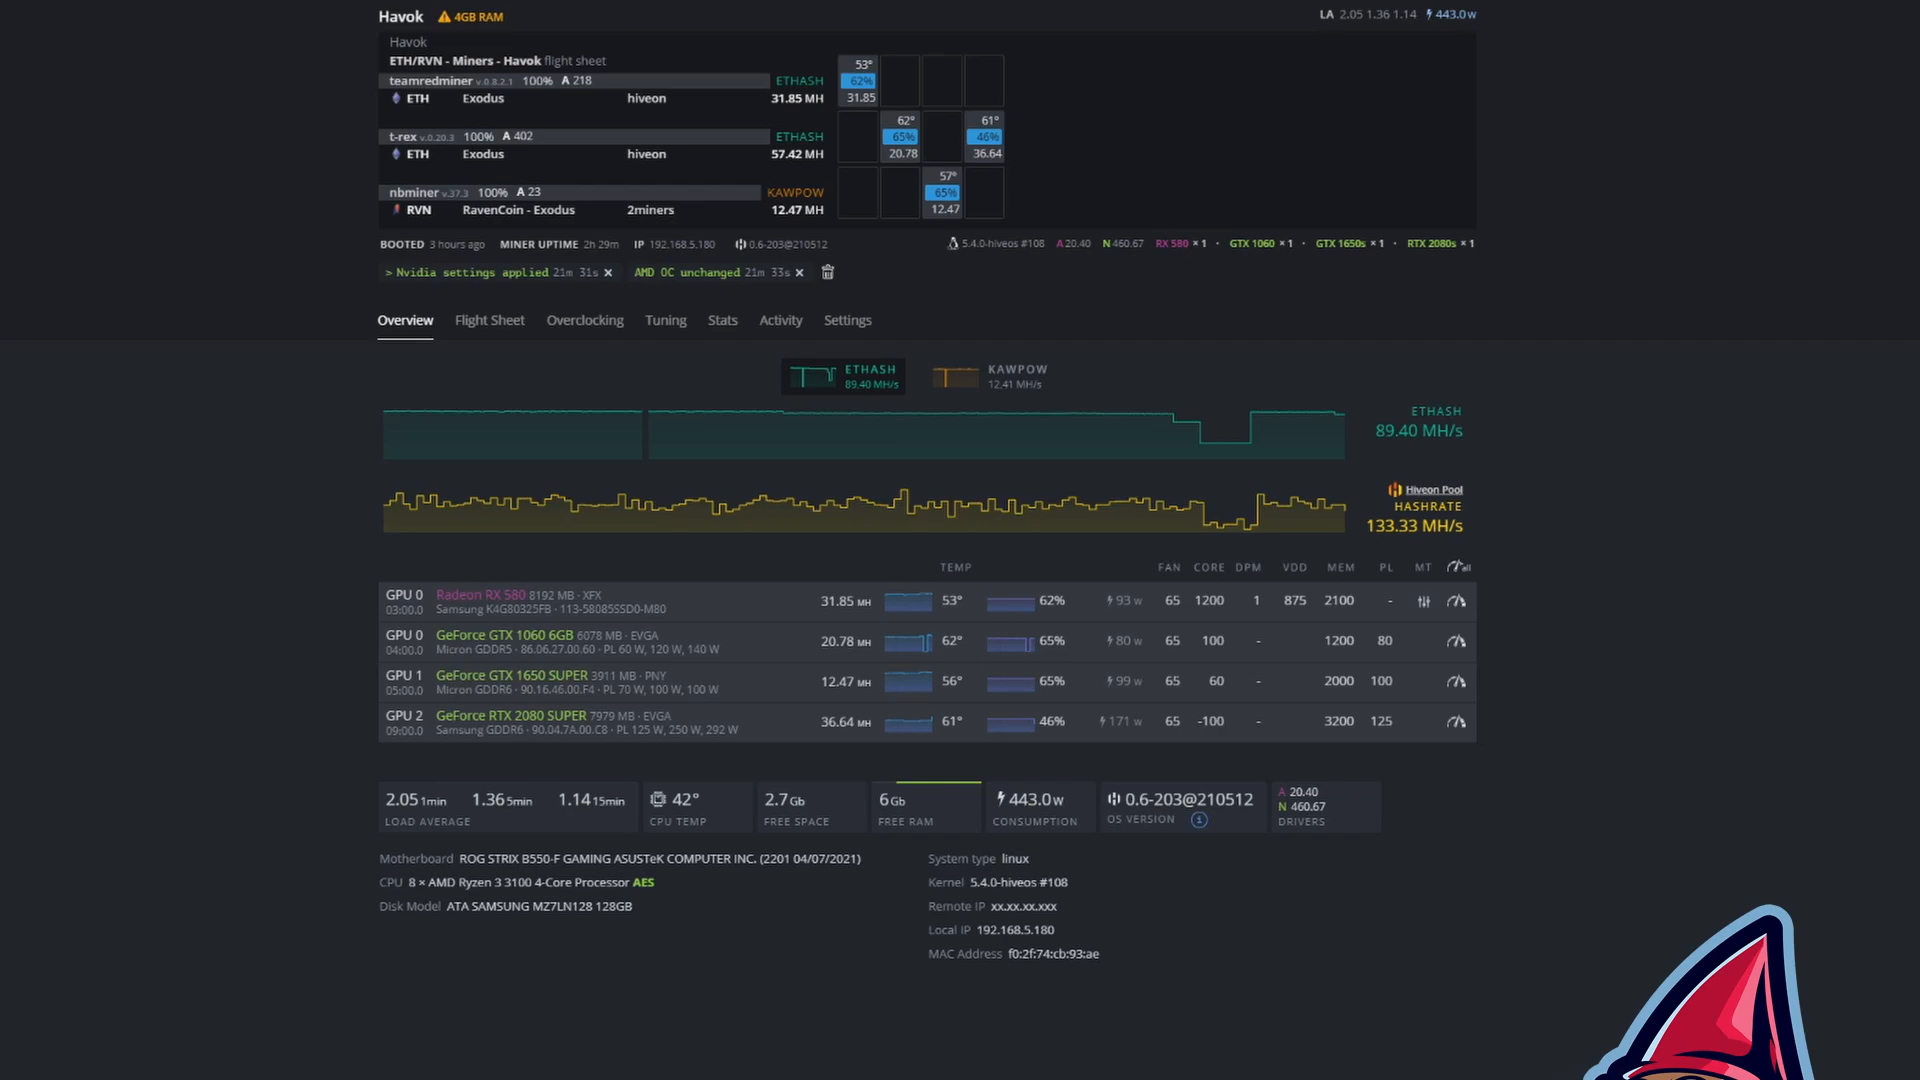 Havok 4GB RAM LA 2.05 1.36 1.14 443.0 w
Havok
ETH/RVN - Miners - Havok flight sheet
teamredminer v.0.8.2.1 100% A 218 ETHASH
ETH Exodus hiveon 31.85 MH
t-rex v.0.20.3 100% A 402 ETHASH
ETH Exodus hiveon 57.42 MH
nbminer v.37.3 100% A 23 KAWPOW
RVN RavenCoin - Exodus 2miners 12.47 MH
53°
62%
31.85
62° 61°
65% 46%
20.78 36.64
57°
65%
12.47
BOOTED 3 hours ago MINER UPTIME 2h 29m IP 192.168.5.180 0.6-203@210512 5.4.0-hiveos #108 A 20.40 N 460.67 RX 580 × 1 · GTX 1060 × 1 · GTX 1650s × 1 · RTX 2080s × 1
> Nvidia settings applied 21m 31s × AMD OC unchanged 21m 33s ×
Overview Flight Sheet Overclocking Tuning Stats Activity Settings
ETHASH
89.40 MH/s
KAWPOW
12.41 MH/s
ETHASH
89.40 MH/s
Hiveon Pool
HASHRATE
133.33 MH/s
TEMP FAN CORE DPM VDD MEM PL MT all
GPU 0 Radeon RX 580 8192 MB · XFX 31.85 MH 53° 62% 93 w 65 1200 1 875 2100 -
03:00.0 Samsung K4G80325FB · 113-58085SSD0-M80
GPU 0 GeForce GTX 1060 6GB 6078 MB · EVGA 20.78 MH 62° 65% 80 w 65 100 - 1200 80
04:00.0 Micron GDDR5 · 86.06.27.00.60 · PL 60 W, 120 W, 140 W
GPU 1 GeForce GTX 1650 SUPER 3911 MB · PNY 12.47 MH 56° 65% 99 w 65 60 - 2000 100
05:00.0 Micron GDDR6 · 90.16.46.00.F4 · PL 70 W, 100 W, 100 W
GPU 2 GeForce RTX 2080 SUPER 7979 MB · EVGA 36.64 MH 61° 46% 171 w 65 -100 - 3200 125
09:00.0 Samsung GDDR6 · 90.04.7A.00.C8 · PL 125 W, 250 W, 292 W
2.05 1min 1.36 5min 1.14 15min
LOAD AVERAGE
42°
CPU TEMP
2.7 Gb
FREE SPACE
6 Gb
FREE RAM
443.0 w
CONSUMPTION
0.6-203@210512
OS VERSION
A 20.40
N 460.67
DRIVERS
Motherboard ROG STRIX B550-F GAMING ASUSTeK COMPUTER INC. (2201 04/07/2021)
CPU 8 × AMD Ryzen 3 3100 4-Core Processor AES
Disk Model ATA SAMSUNG MZ7LN128 128GB
System type linux
Kernel 5.4.0-hiveos #108
Remote IP xx.xx.xx.xxx
Local IP 192.168.5.180
MAC Address f0:2f:74:cb:93:ae